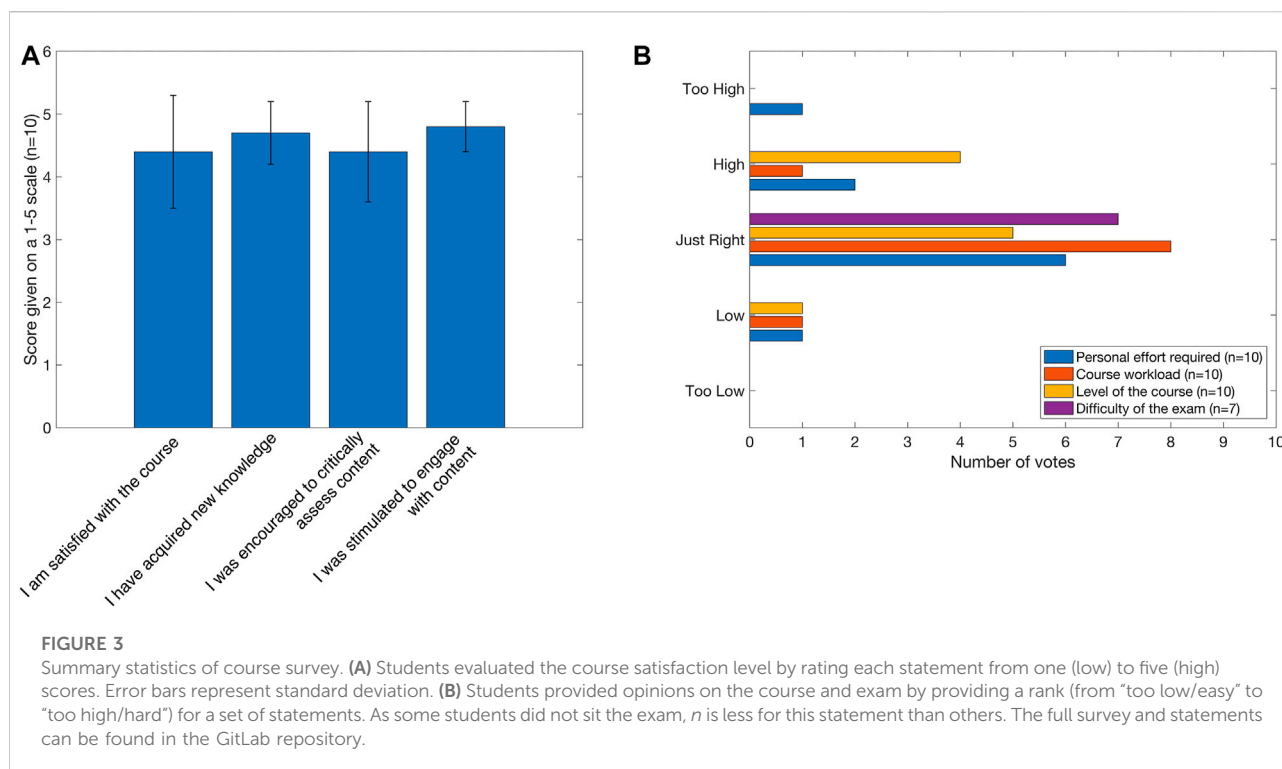 A
6
5
4
3
2
1
0
Score given on a 1-5 scale (n=10)
I am satisfied with the course
I have acquired new knowledge
I was encouraged to critically
assess content
I was stimulated to engage
with content
B
Too High
High
Just Right
Low
Too Low
Personal effort required (n=10)
Course workload (n=10)
Level of the course (n=10)
Difficulty of the exam (n=7)
0 1 2 3 4 5 6 7 8 9 10
Number of votes
FIGURE 3
Summary statistics of course survey. (A) Students evaluated the course satisfaction level by rating each statement from one (low) to five (high)
scores. Error bars represent standard deviation. (B) Students provided opinions on the course and exam by providing a rank (from “too low/easy” to
“too high/hard”) for a set of statements. As some students did not sit the exam, n is less for this statement than others. The full survey and statements
can be found in the GitLab repository.